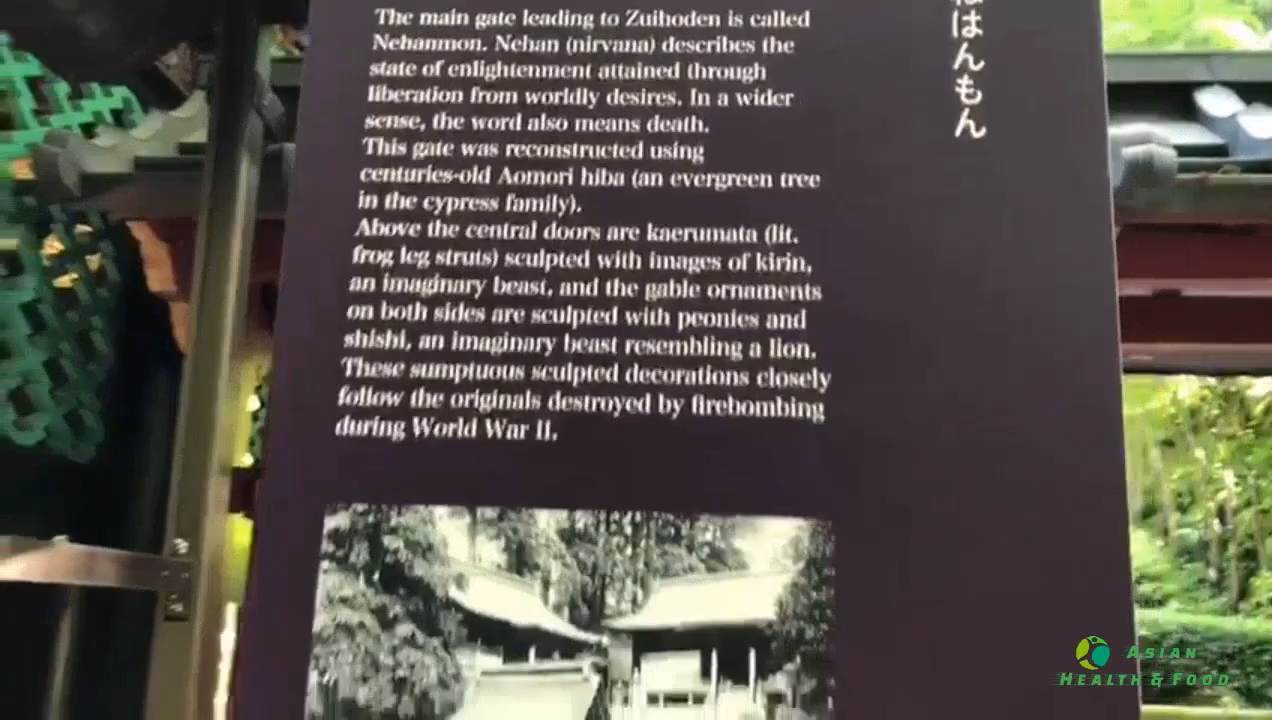 The main gate leading to Zuihoden is called
Nehanmon. Nehan (nirvana) describes the
state of enlightenment attained through
liberation from worldly desires. In a wider
sense, the word also means death.
This gate was reconstructed using
centuries-old Aomori hiba (an evergreen tree
in the cypress family).
Above the central doors are kaerumata (lit.
frog leg struts) sculpted with images of kirin,
an imaginary beast, and the gable ornaments
on both sides are sculpted with peonies and
shishi, an imaginary beast resembling a lion.
These sumptuous sculpted decorations closely
follow the originals destroyed by firebombing
during World War II.
はんもん
ASIAN
HEALTH & FOOD